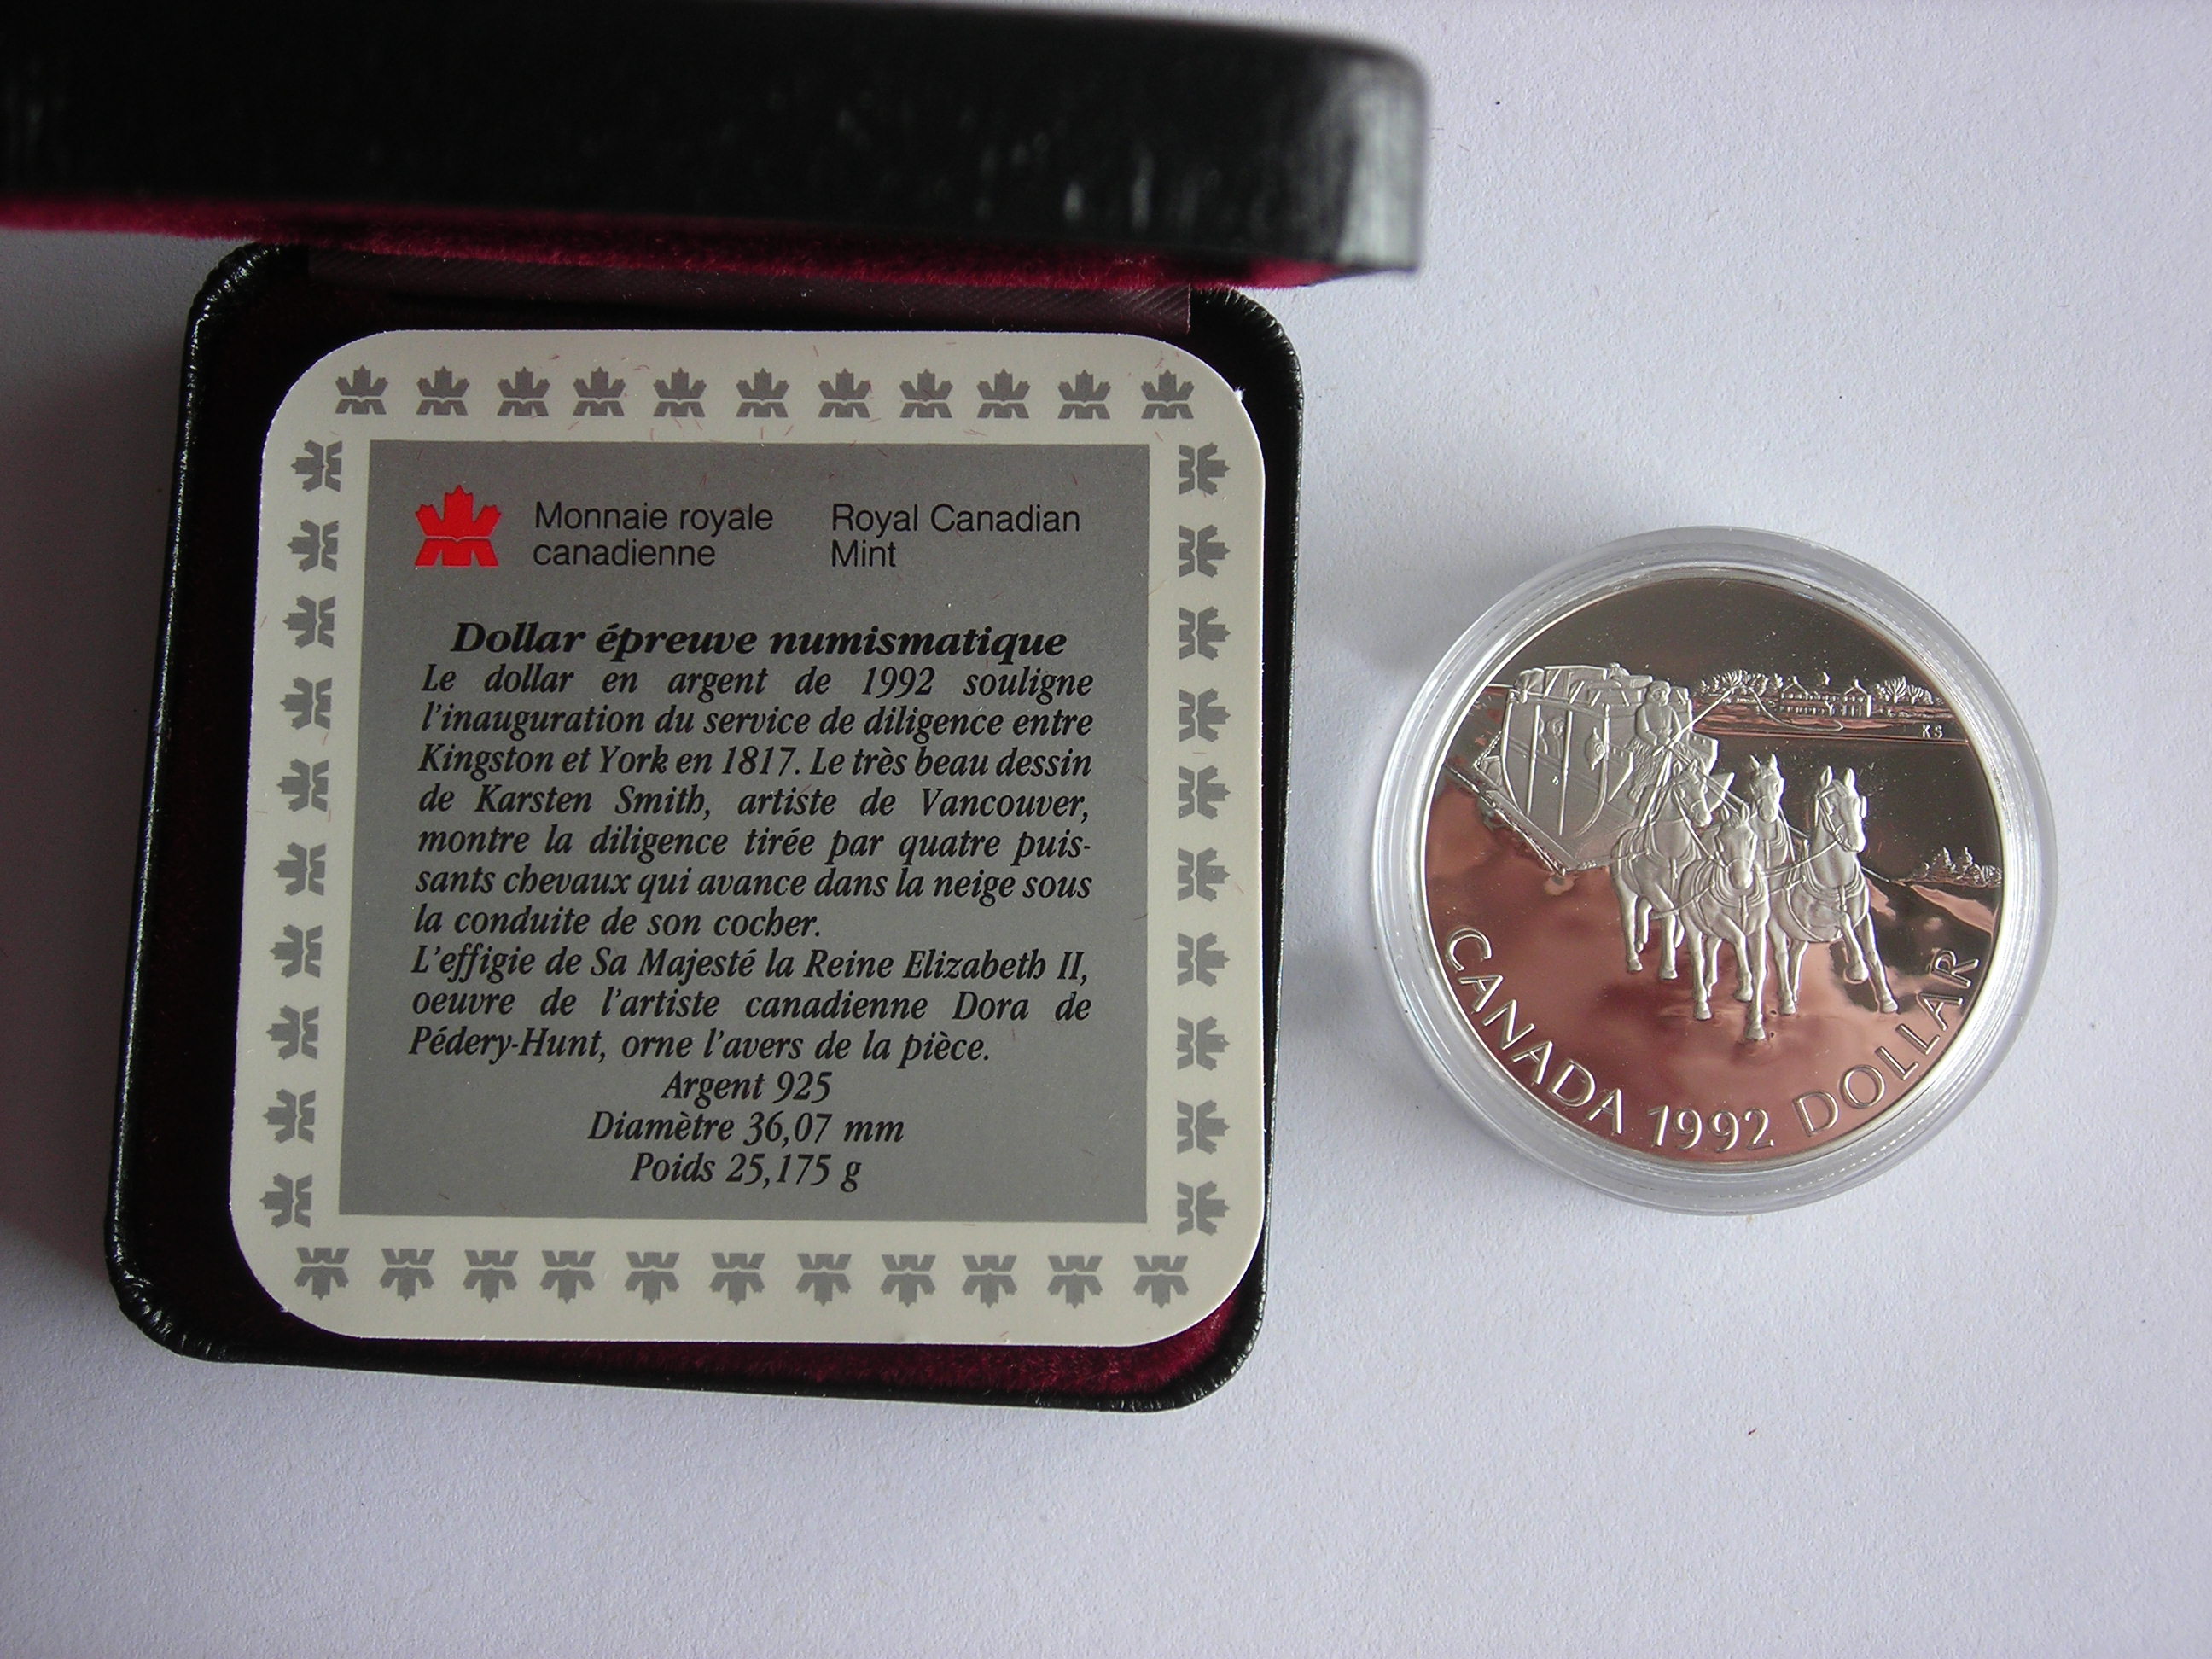 Monnaie royale
canadienne
Royal Canadian
Mint
Dollar épreuve numismatique
Le dollar en argent de 1992 souligne
l'inauguration du service de diligence entre
Kingston et York en 1817. Le très beau dessin
de Karsten Smith, artiste de Vancouver,
montre la diligence tirée par quatre puis-
sants chevaux qui avance dans la neige sous
la conduite de son cocher.
L'effigie de Sa Majesté la Reine Elizabeth II,
oeuvre de l'artiste canadienne Dora de
Pédery-Hunt, orne l'avers de la pièce.
Argent 925
Diamètre 36,07 mm
Poids 25,175 g
KS
CANADA 1992 DOLLAR